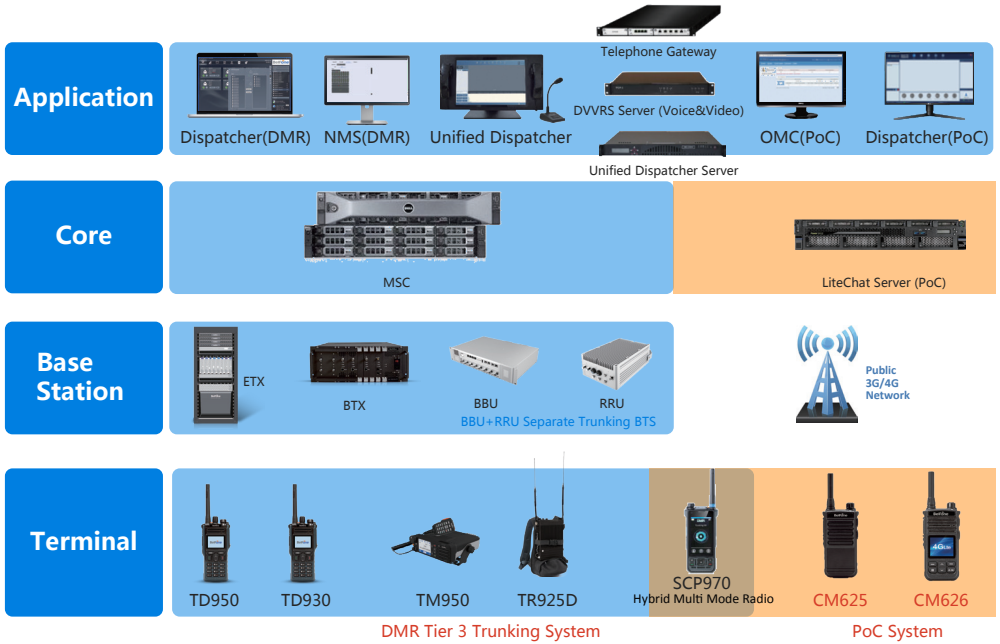 Telephone Gateway
Application
DVVRS Server (Voice&Video)
Dispatcher(DMR)
NMS(DMR)
Unified Dispatcher
OMC(PoC)
Dispatcher(PoC)
Unified Dispatcher Server
Core
MSC
LiteChat Server (PoC)
Base
Station
ETX
BTX
BBU
RRU
BBU+RRU Separate Trunking BTS
Public
3G/4G
Network
Terminal
4GLite
TD950
TD930
TM950
TR925D
SCP970
Hybrid Multi Mode Radio
CM625
CM626
DMR Tier 3 Trunking System
PoC System